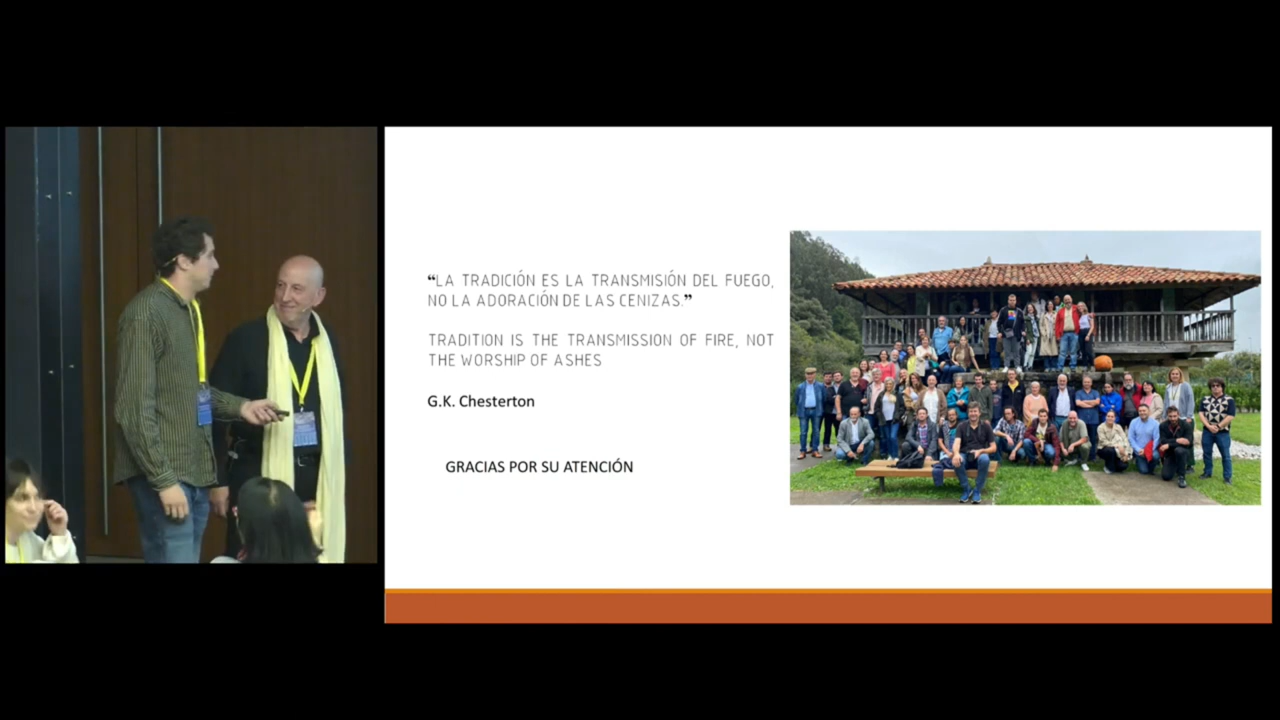 “LA TRADICIÓN ES LA TRANSMISIÓN DEL FUEGO,
NO LA ADORACIÓN DE LAS CENIZAS.”
TRADITION IS THE TRANSMISSION OF FIRE, NOT
THE WORSHIP OF ASHES
G.K. Chesterton
GRACIAS POR SU ATENCIÓN